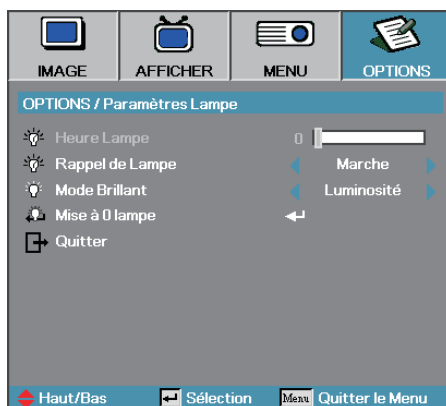 IMAGE AFFICHER MENU OPTIONS
OPTIONS / Paramètres Lampe
Heure Lampe 0
Rappel de Lampe Marche
Mode Brillant Luminosité
Mise à 0 lampe
Quitter
Haut/Bas Sélection Menu Quitter le Menu